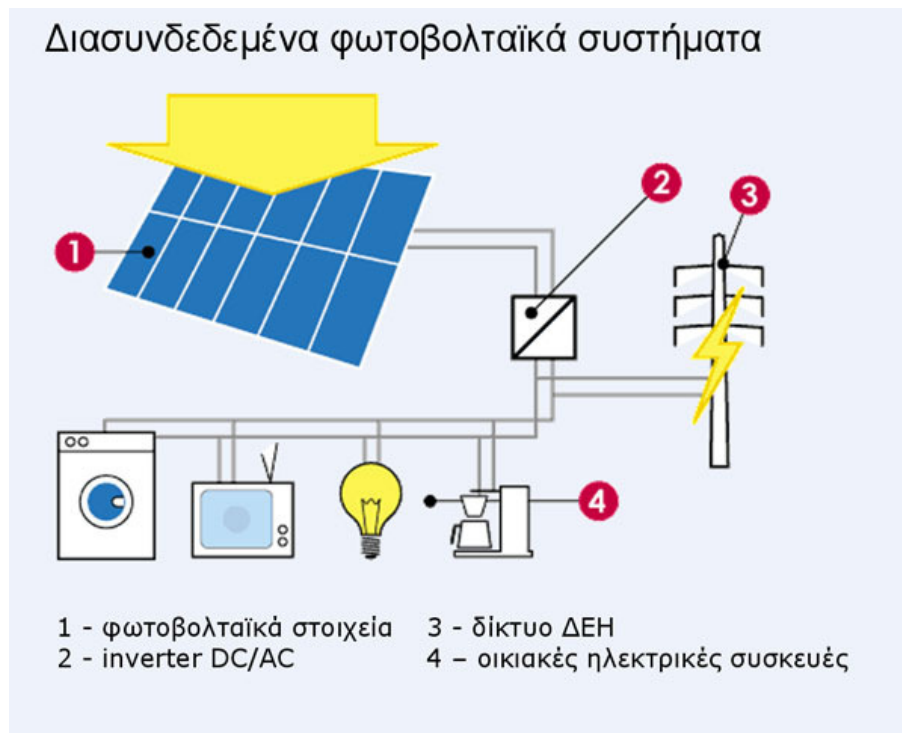 Διασυνδεδεμένα φωτοβολταϊκά συστήματα
1
2
3
4
1 - φωτοβολταϊκά στοιχεία
3 - δίκτυο ΔΕΗ
2 - inverter DC/AC
4 – οικιακές ηλεκτρικές συσκευές